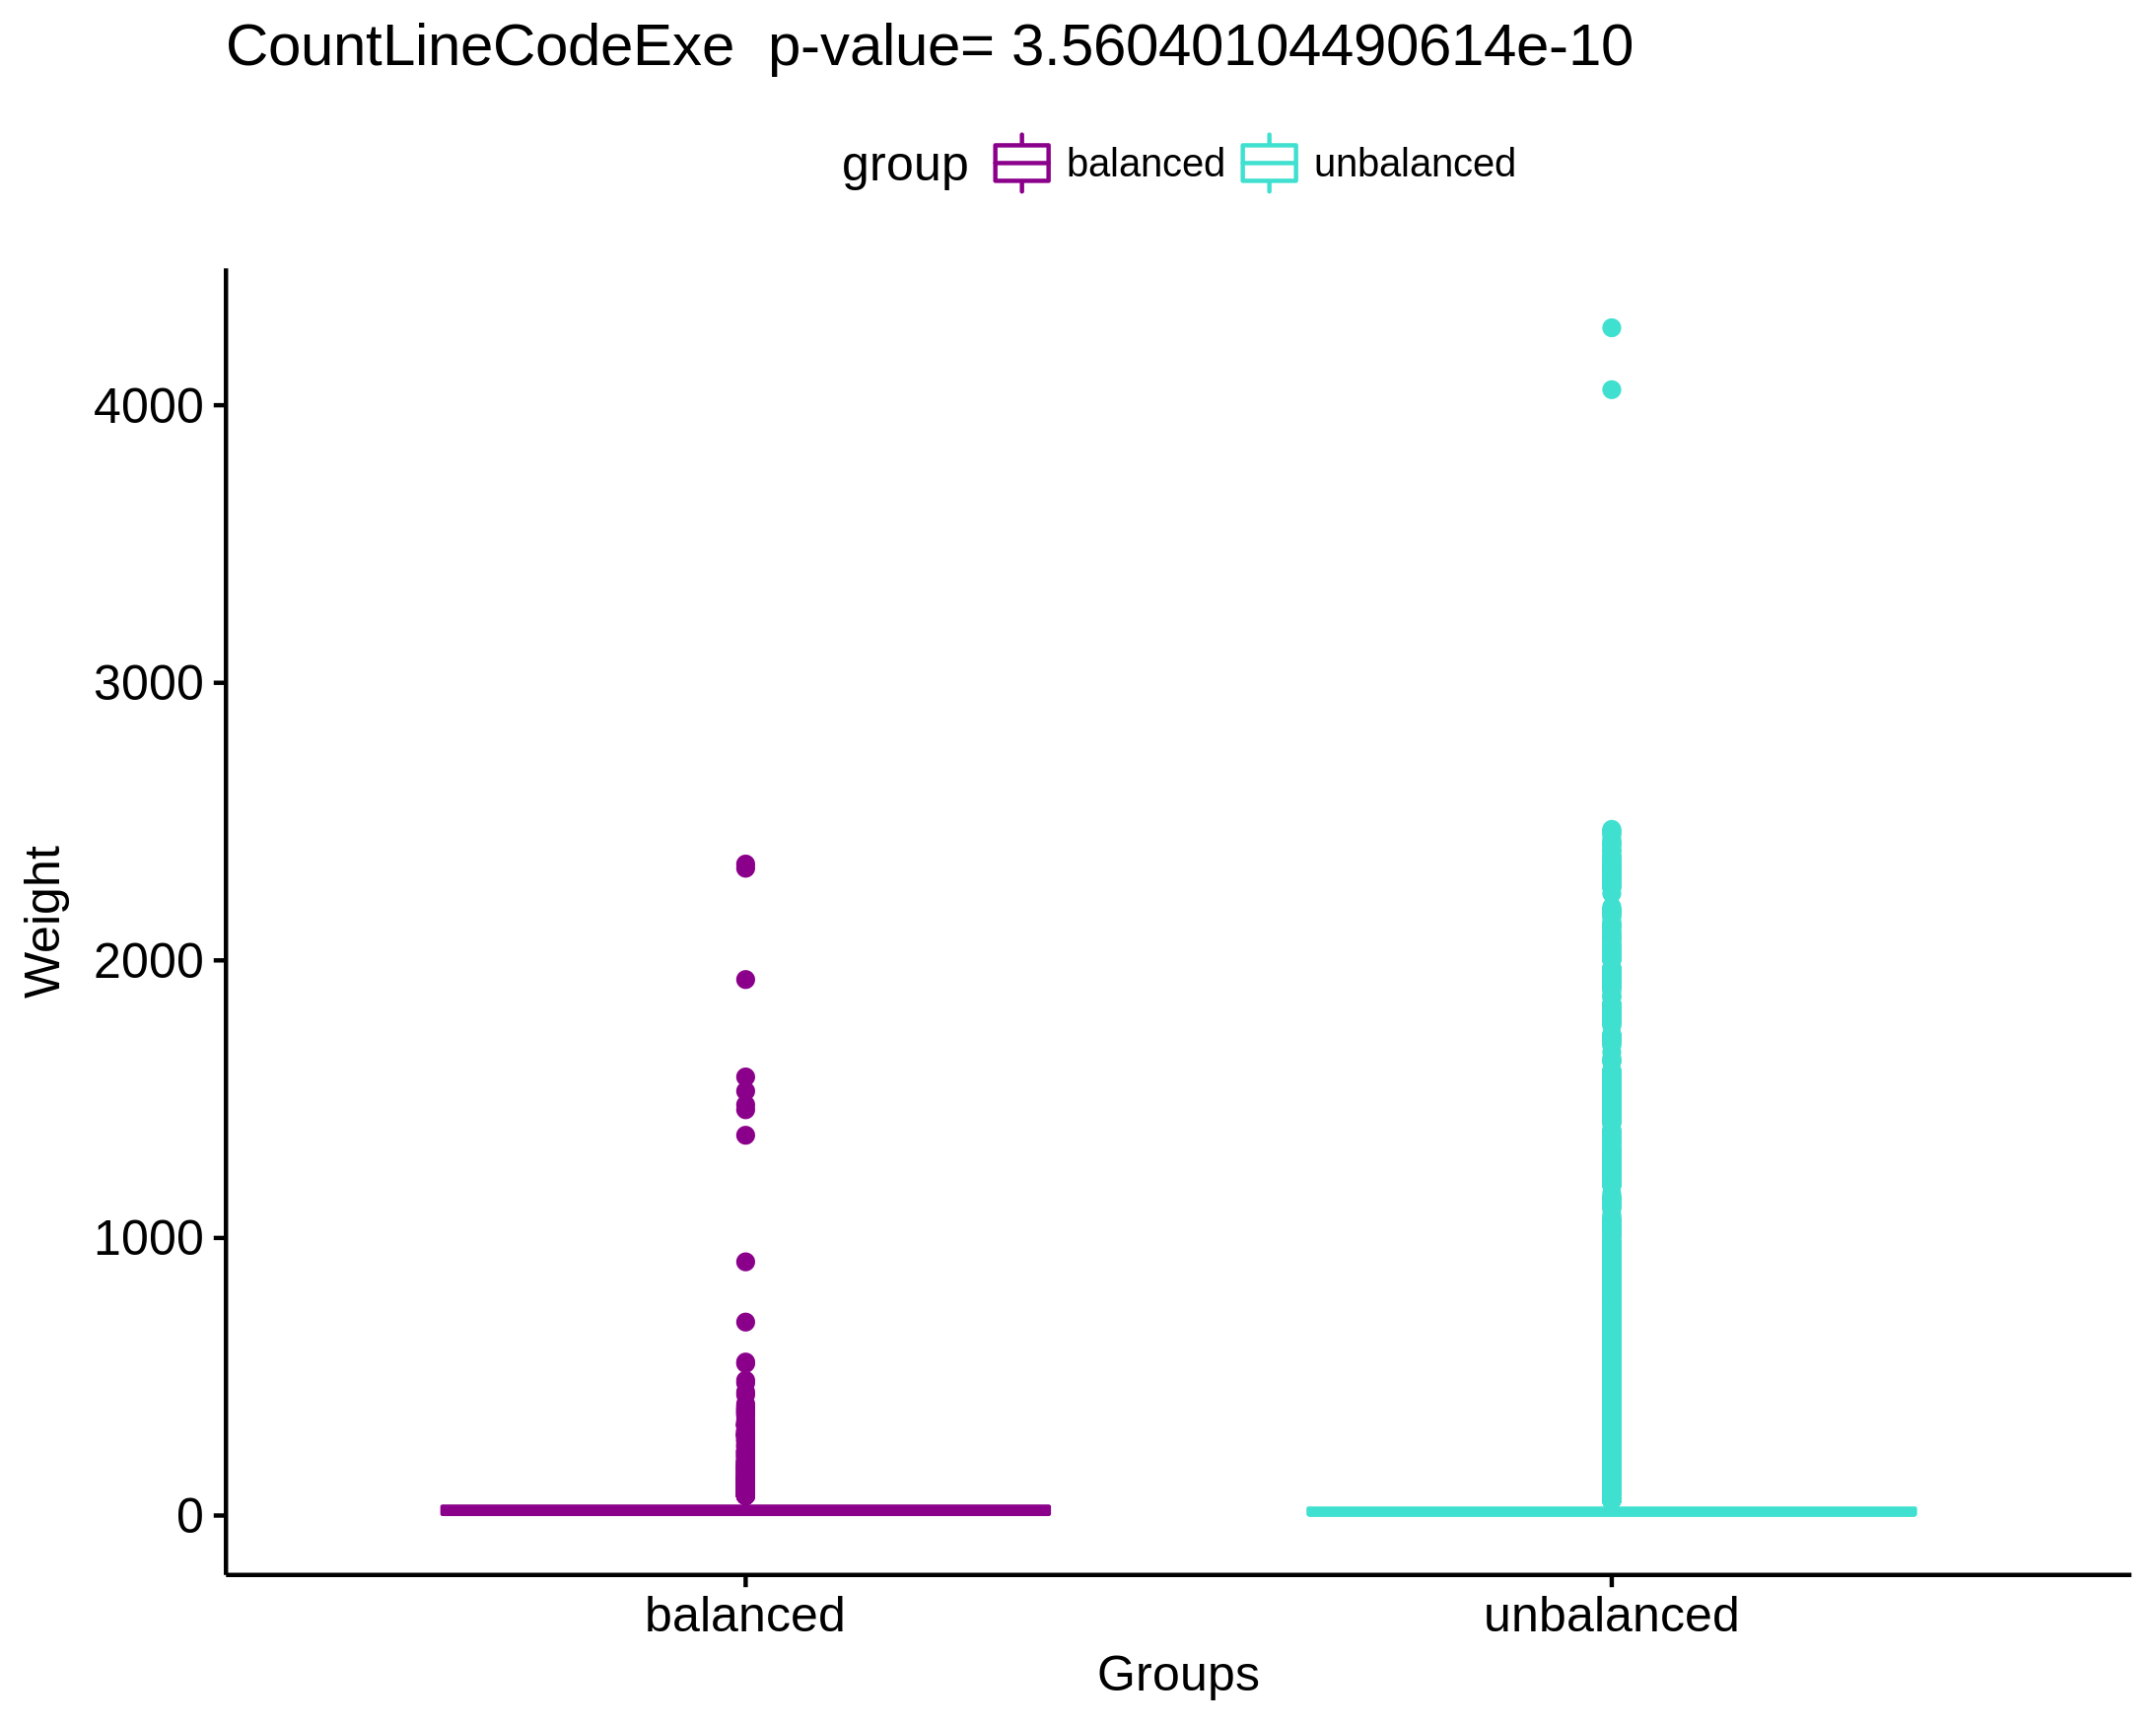 CountLineCodeExe  p-value= 3.56040104490614e-10
group balanced unbalanced
4000
3000
2000
1000
0
Weight
balanced unbalanced
Groups